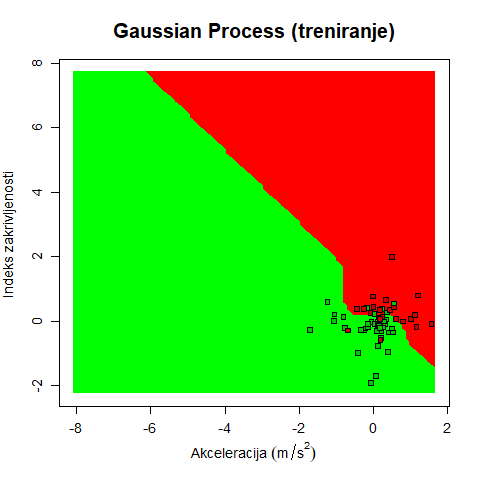 Gaussian Process (treniranje)
8
6
4
2
0
-2
Indeks zakrivljenosti
-8 -6 -4 -2 0 2
Akceleracija (m/s²)